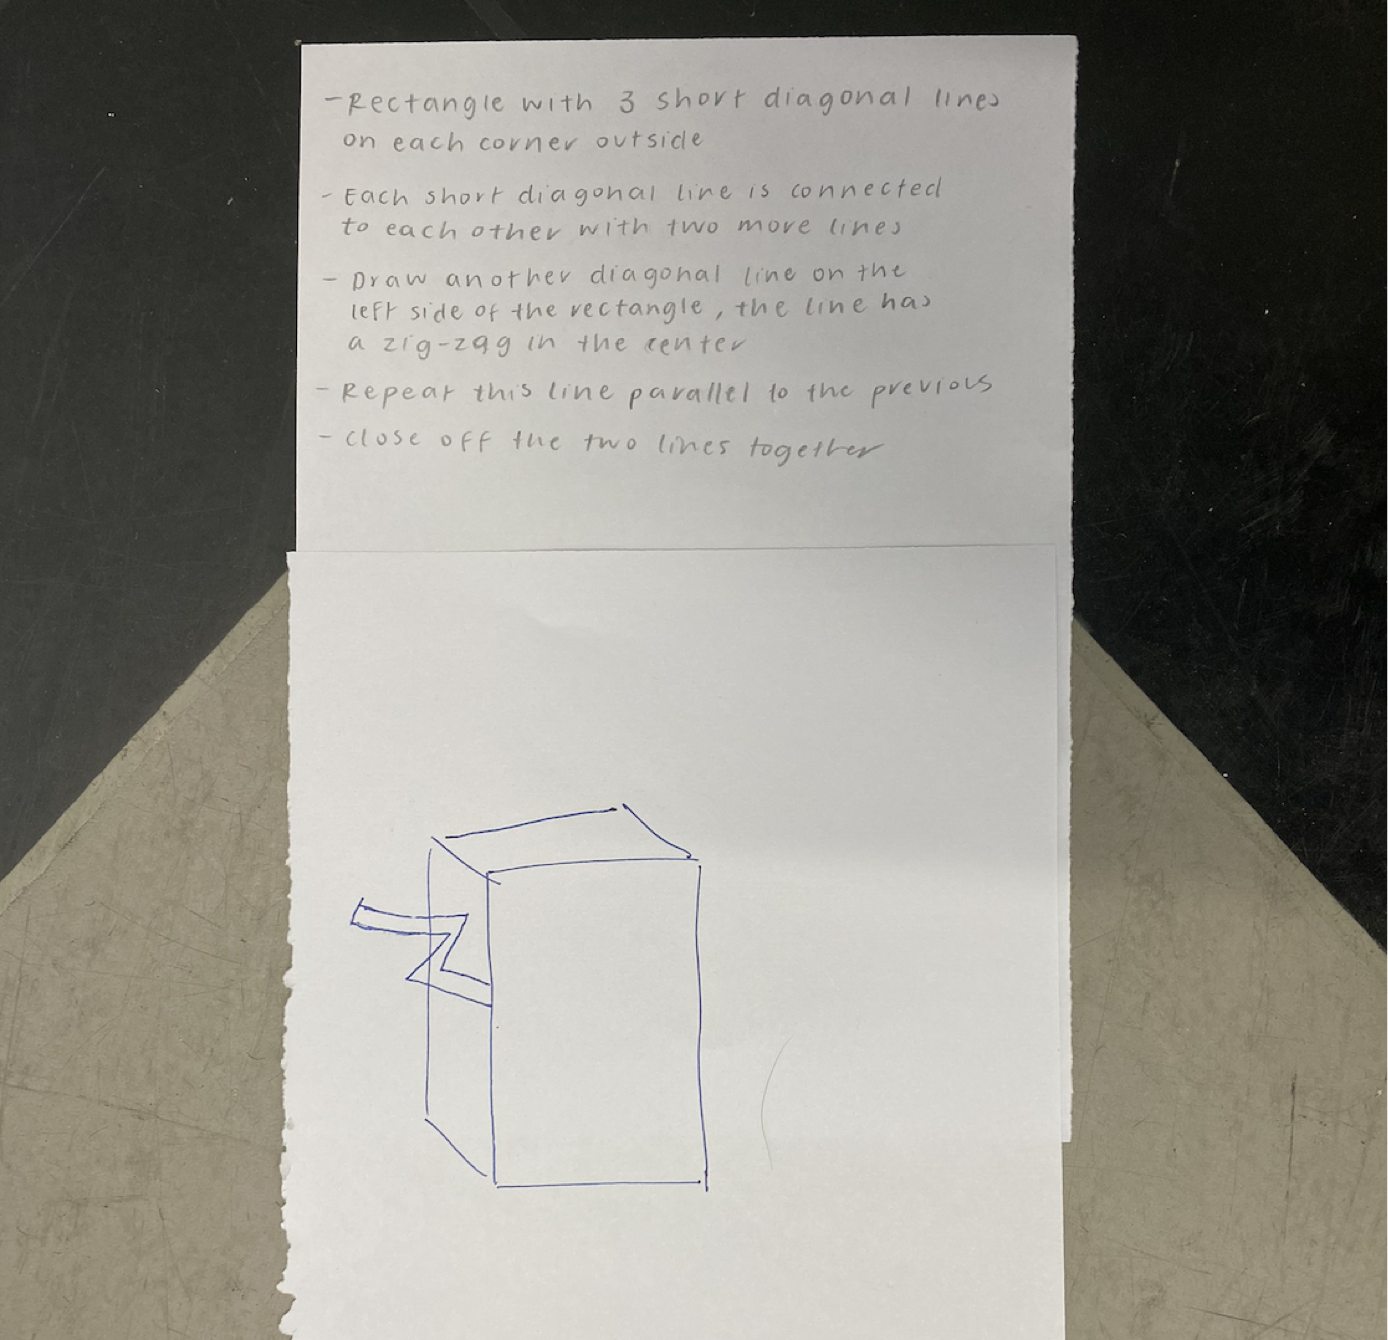 - Rectangle with 3 short diagonal lines
on each corner outside
- Each short diagonal line is connected
to each other with two more lines
- Draw another diagonal line on the
left side of the rectangle, the line has
a zig-zag in the center
- Repeat this line parallel to the previous
- close off the two lines together